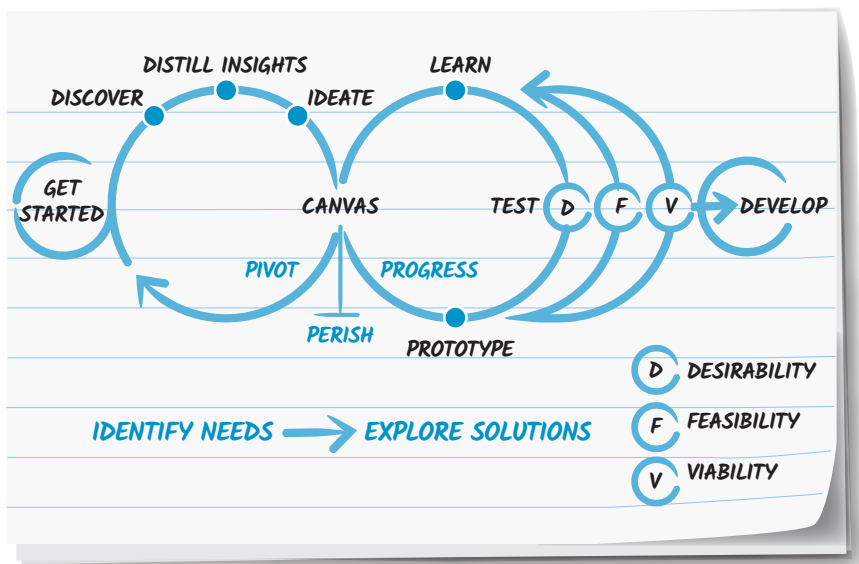 DISTILL INSIGHTS
LEARN
DISCOVER
IDEATE
GET
STARTED
CANVAS
TEST
D
F
V
DEVELOP
PIVOT
PROGRESS
PERISH
PROTOTYPE
D DESIRABILITY
F FEASIBILITY
V VIABILITY
IDENTIFY NEEDS
EXPLORE SOLUTIONS